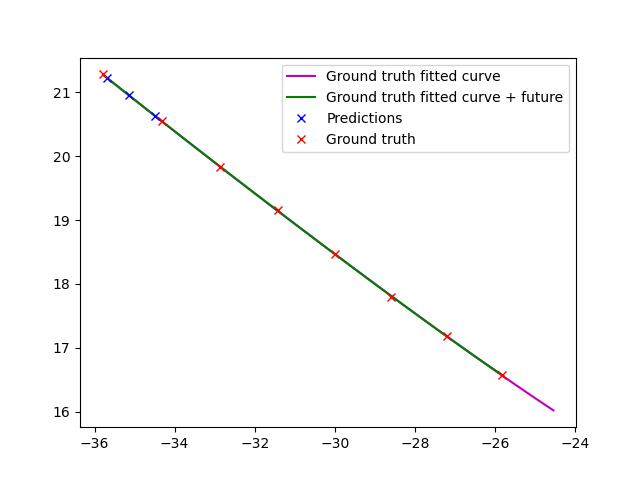 Ground truth fitted curve
Ground truth fitted curve + future
Predictions
Ground truth
21
20
19
18
17
16
−36 −34 −32 −30 −28 −26 −24